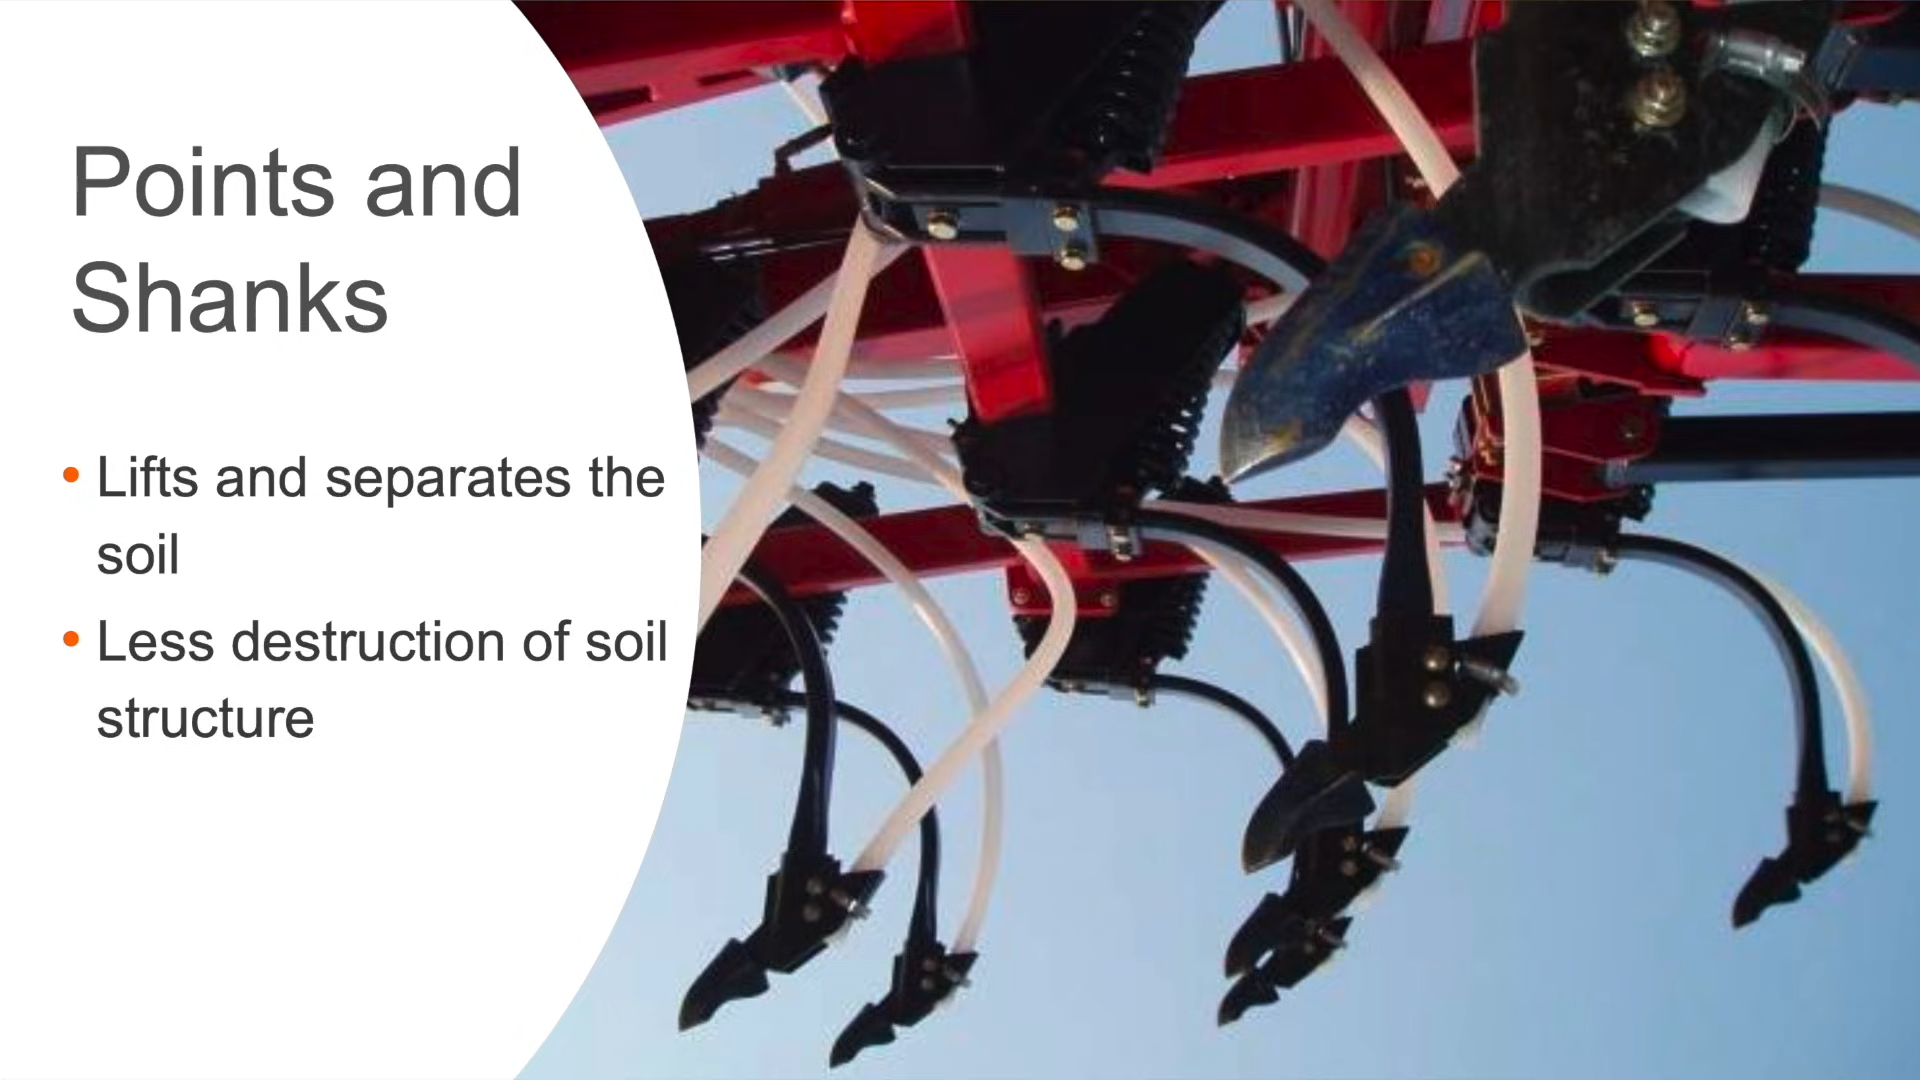 Points and
Shanks
• Lifts and separates the
soil
• Less destruction of soil
structure